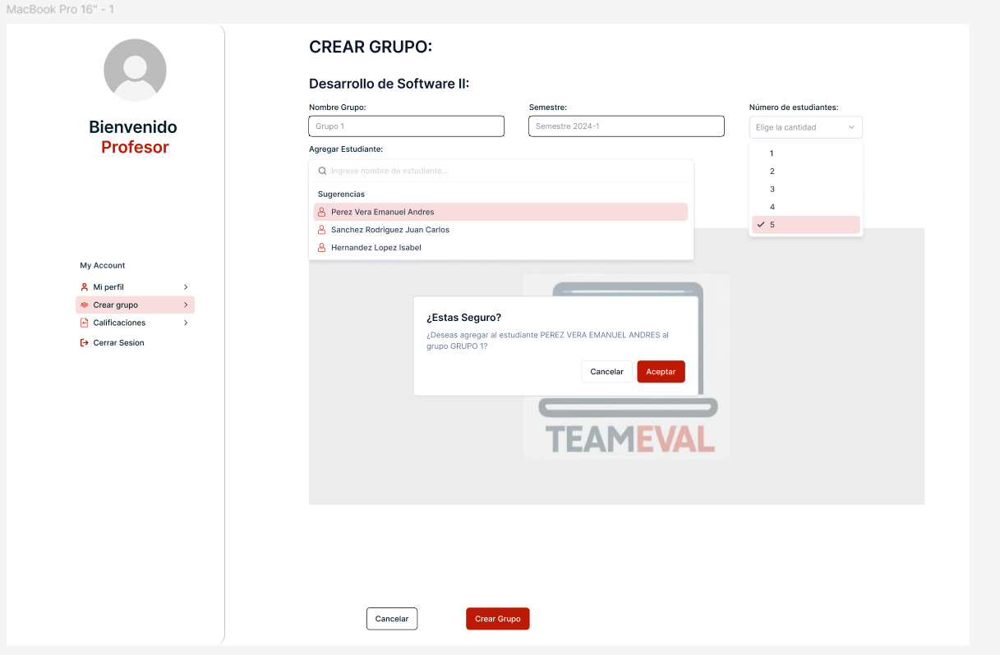 MacBook Pro 16" - 1
Bienvenido
Profesor
My Account
Mi perfil
Crear grupo
Calificaciones
Cerrar Sesion
CREAR GRUPO:
Desarrollo de Software II:
Nombre Grupo:
Grupo 1
Semestre:
Semestre 2024-1
Número de estudiantes:
Elige la cantidad
1
2
3
4
5
Agregar Estudiante:
Ingrese nombre de estudiante...
Sugerencias
Perez Vera Emanuel Andres
Sanchez Rodriguez Juan Carlos
Hernandez Lopez Isabel
¿Estas Seguro?
¿Deseas agregar al estudiante PEREZ VERA EMANUEL ANDRES al
grupo GRUPO 1?
Cancelar
Aceptar
TEAMEVAL
Cancelar
Crear Grupo